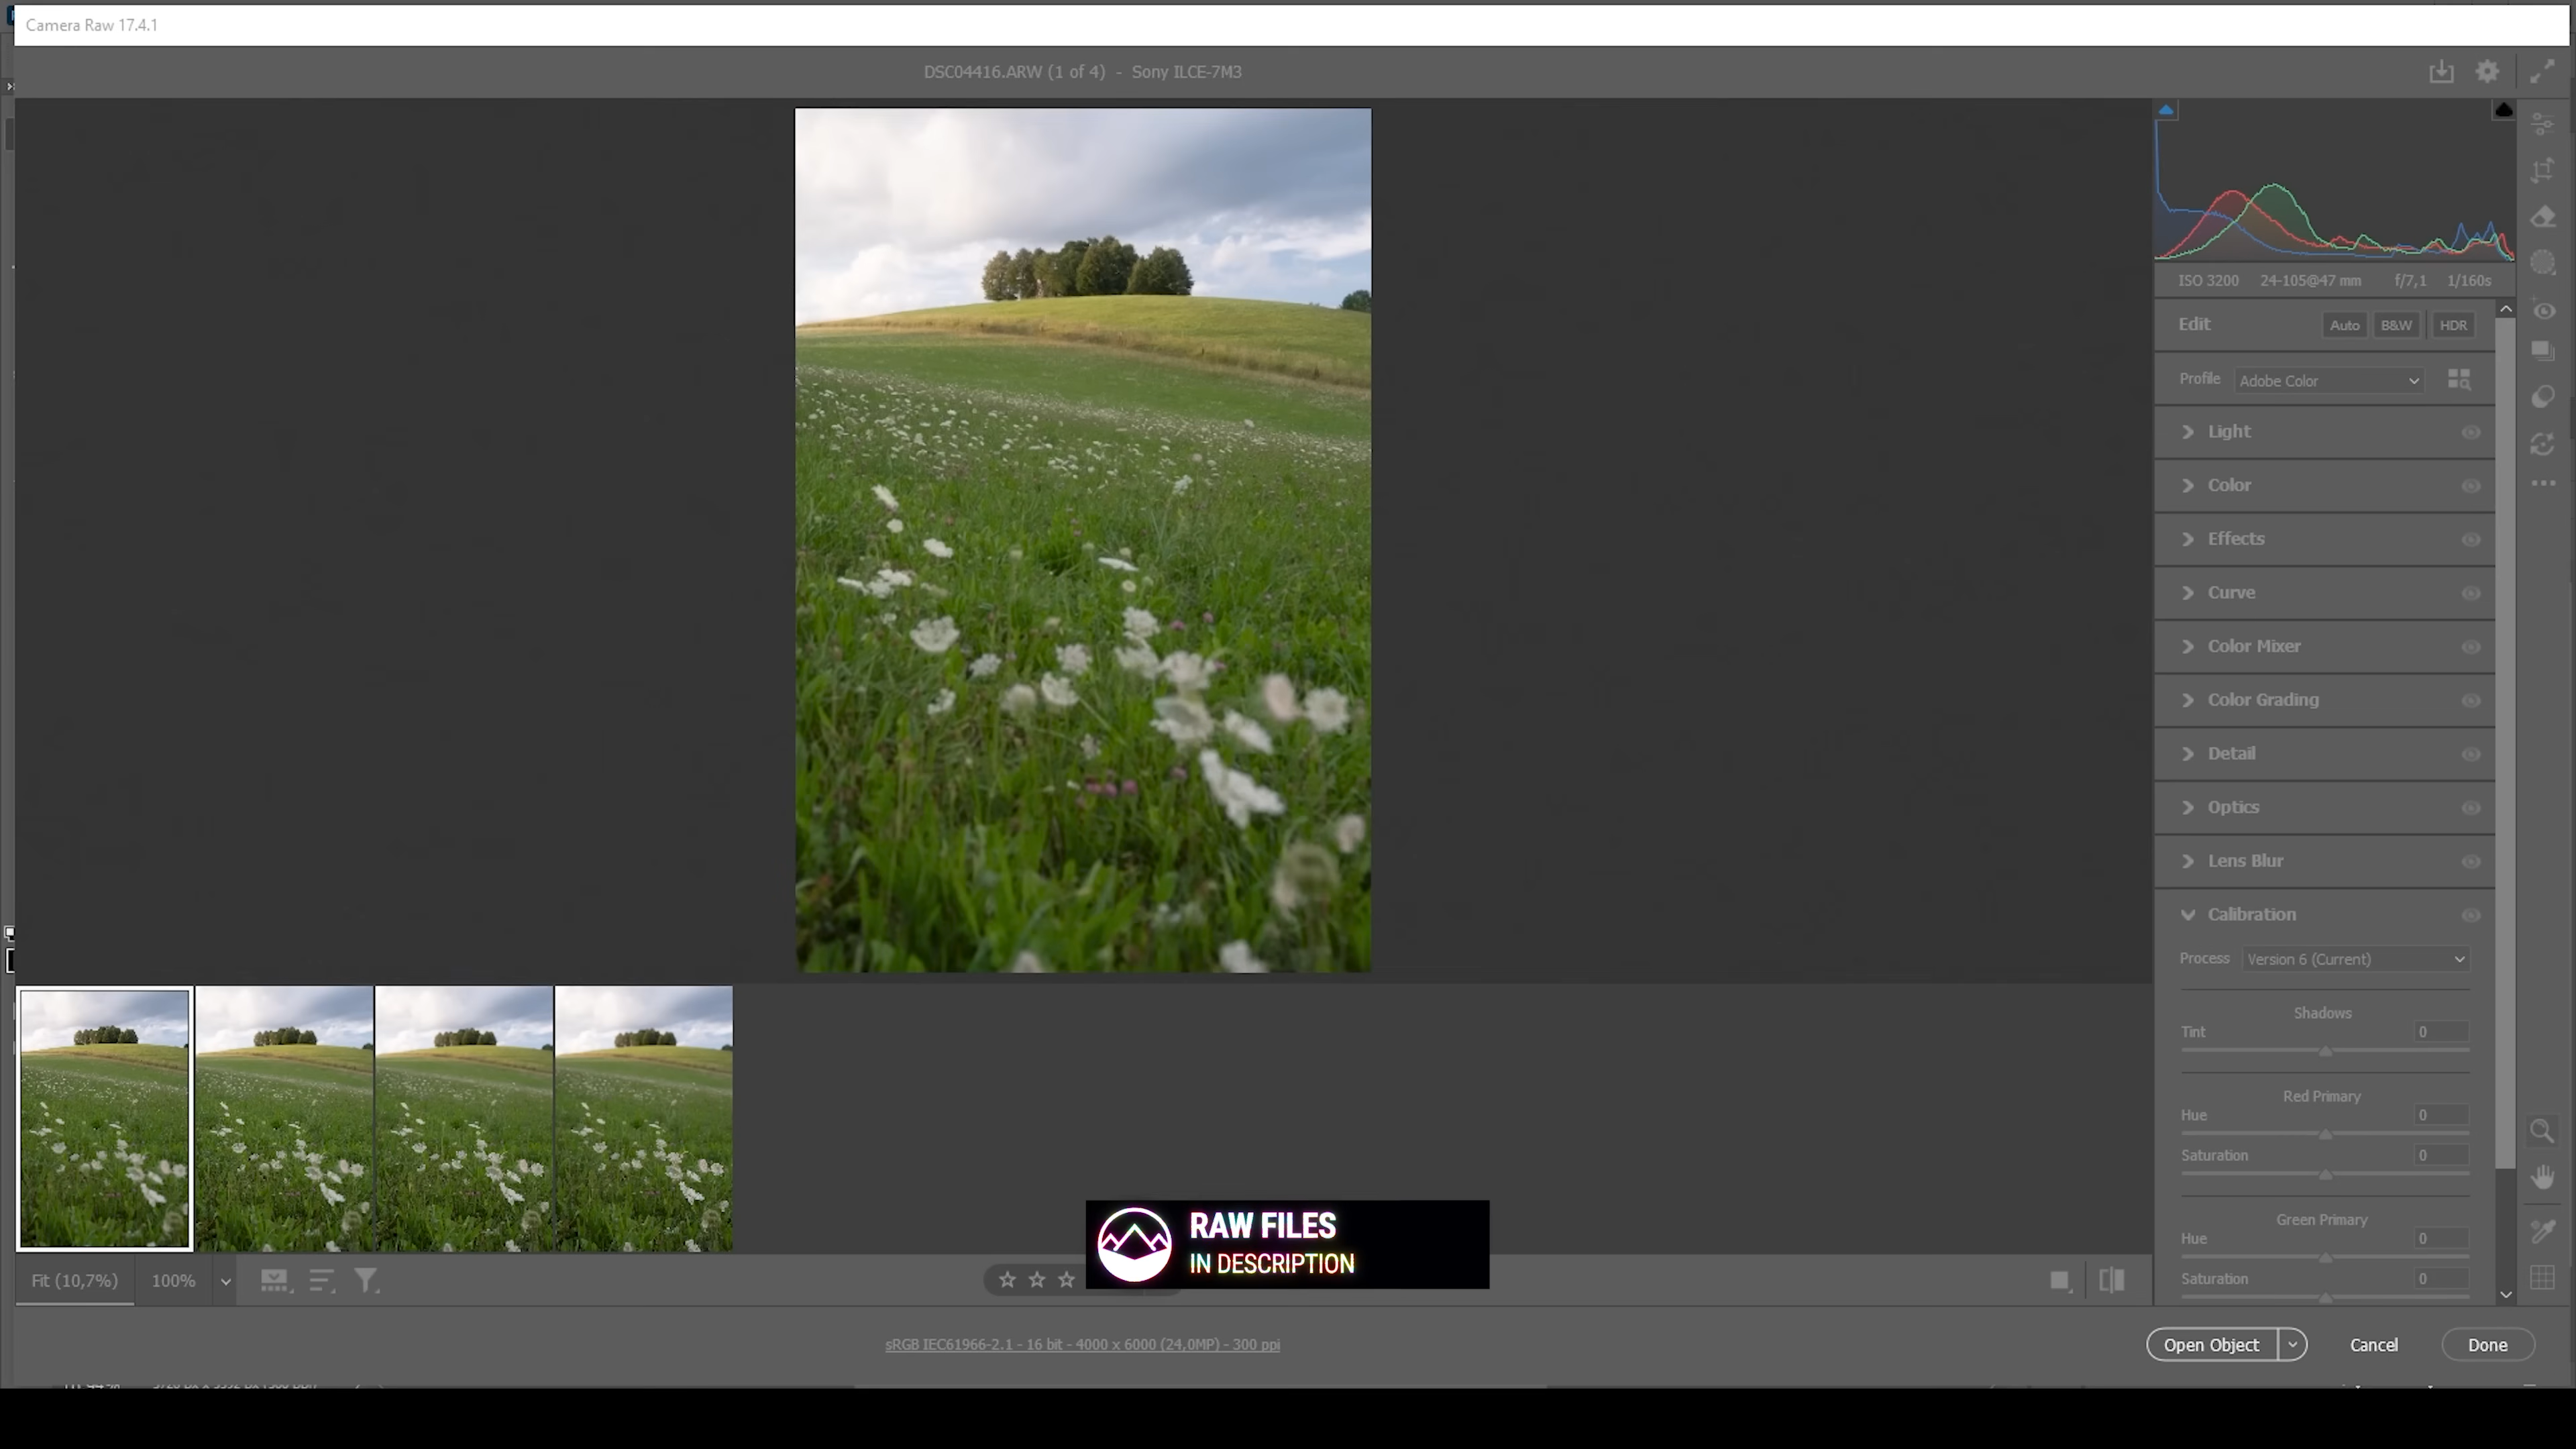 Camera Raw 17.4.1
DSC04416.ARW (1 of 4) - Sony ILCE-7M3
ISO 3200 24-105@47 mm f/7,1 1/160s
Edit Auto B&W HDR
Profile Adobe Color
Light
Color
Effects
Curve
Color Mixer
Color Grading
Detail
Optics
Lens Blur
Calibration
Process Version 6 (Current)
Shadows
Tint 0
Red Primary
Hue 0
Saturation 0
Green Primary
Hue 0
Saturation 0
RAW FILES
IN DESCRIPTION
Fit (10,7%) 100%
sRGB IEC61966-2.1 - 16 bit - 4000 x 6000 (24,0MP) - 300 ppi
Open Object Cancel Done